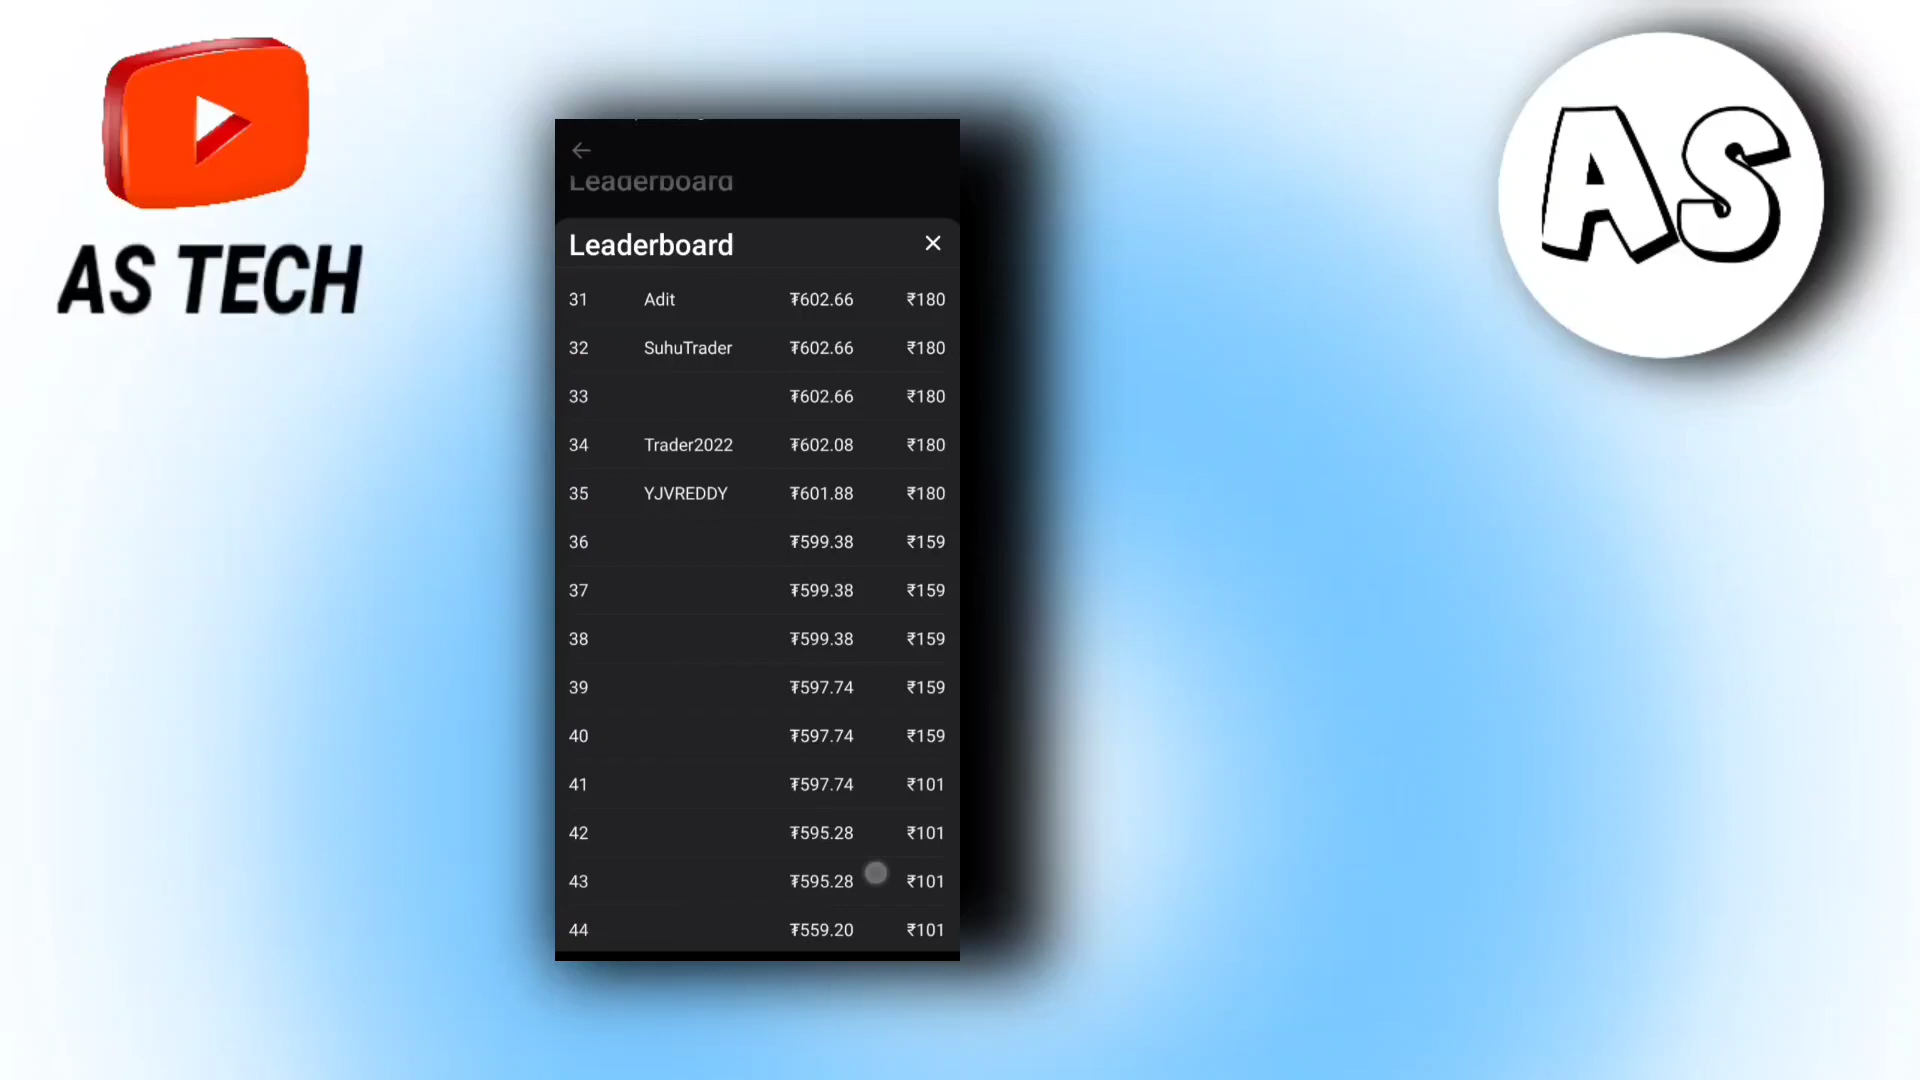 AS TECH
AS
Leaderboard
Leaderboard
31 Adit ₮602.66 ₹180
32 SuhuTrader ₮602.66 ₹180
33 ₮602.66 ₹180
34 Trader2022 ₮602.08 ₹180
35 YJVREDDY ₮601.88 ₹180
36 ₮599.38 ₹159
37 ₮599.38 ₹159
38 ₮599.38 ₹159
39 ₮597.74 ₹159
40 ₮597.74 ₹159
41 ₮597.74 ₹101
42 ₮595.28 ₹101
43 ₮595.28 ₹101
44 ₮559.20 ₹101